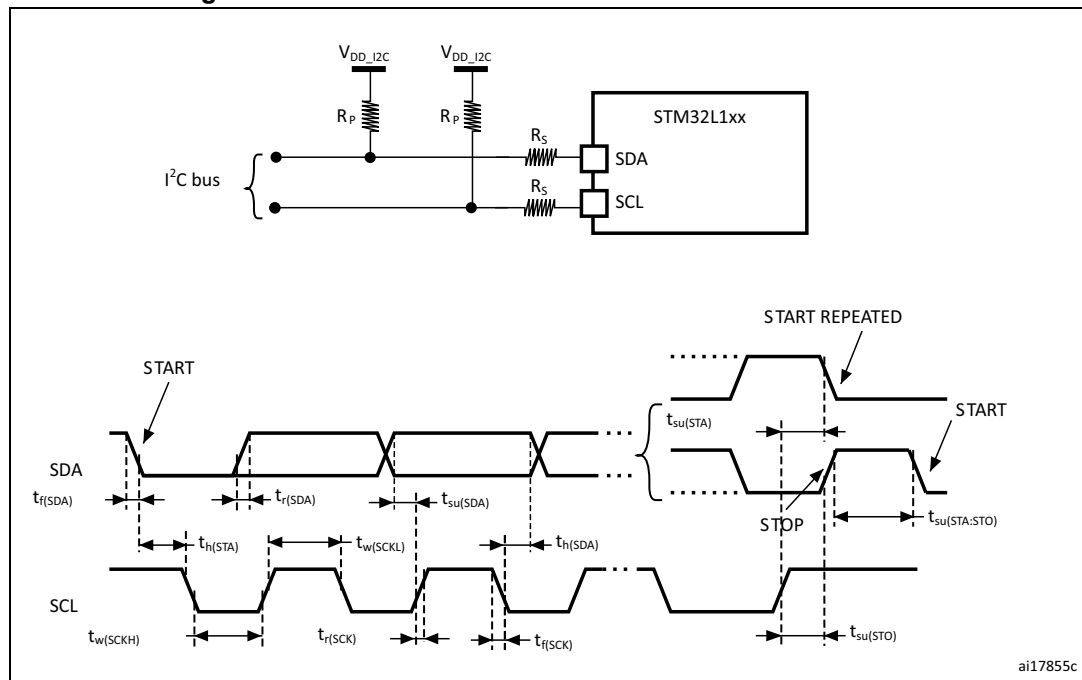 V_DD_I2C V_DD_I2C
R_P R_P
STM32L1xx
R_S
SDA
I²C bus
R_S
SCL
START REPEATED
START
t_su(STA)
START
SDA
t_f(SDA)
t_r(SDA)
t_su(SDA)
STOP
t_su(STA:STO)
t_h(STA)
t_w(SCKL)
t_h(SDA)
SCL
t_w(SCKH)
t_r(SCK)
t_f(SCK)
t_su(STO)
ai17855c